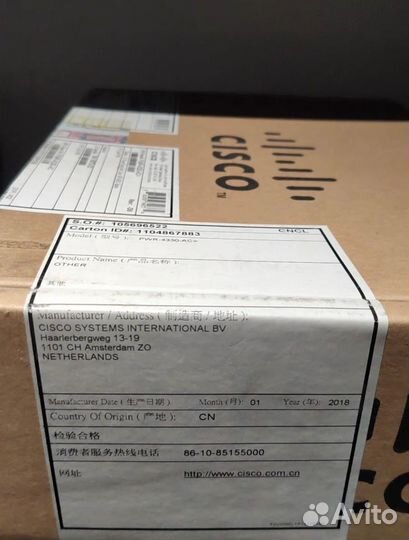 CISCO
TM
S.O.#: 105696522
Carton ID#: 1104867883
CNCL
Model (型号): PWR-4330-AC=
Product Name (产品名称):
OTHER
其他
Manufacturer / Address (制造商 / 地址):
CISCO SYSTEMS INTERNATIONAL BV
Haarlerbergweg 13-19
1101 CH Amsterdam ZO
NETHERLANDS
Manufacturer Date (生产日期) Month (月): 01 Year (年): 2018
Country Of Origin (产地): CN
检验合格
消费者服务热线电话 86-10-85155000
网址 http://www.cisco.com.cn
Avito